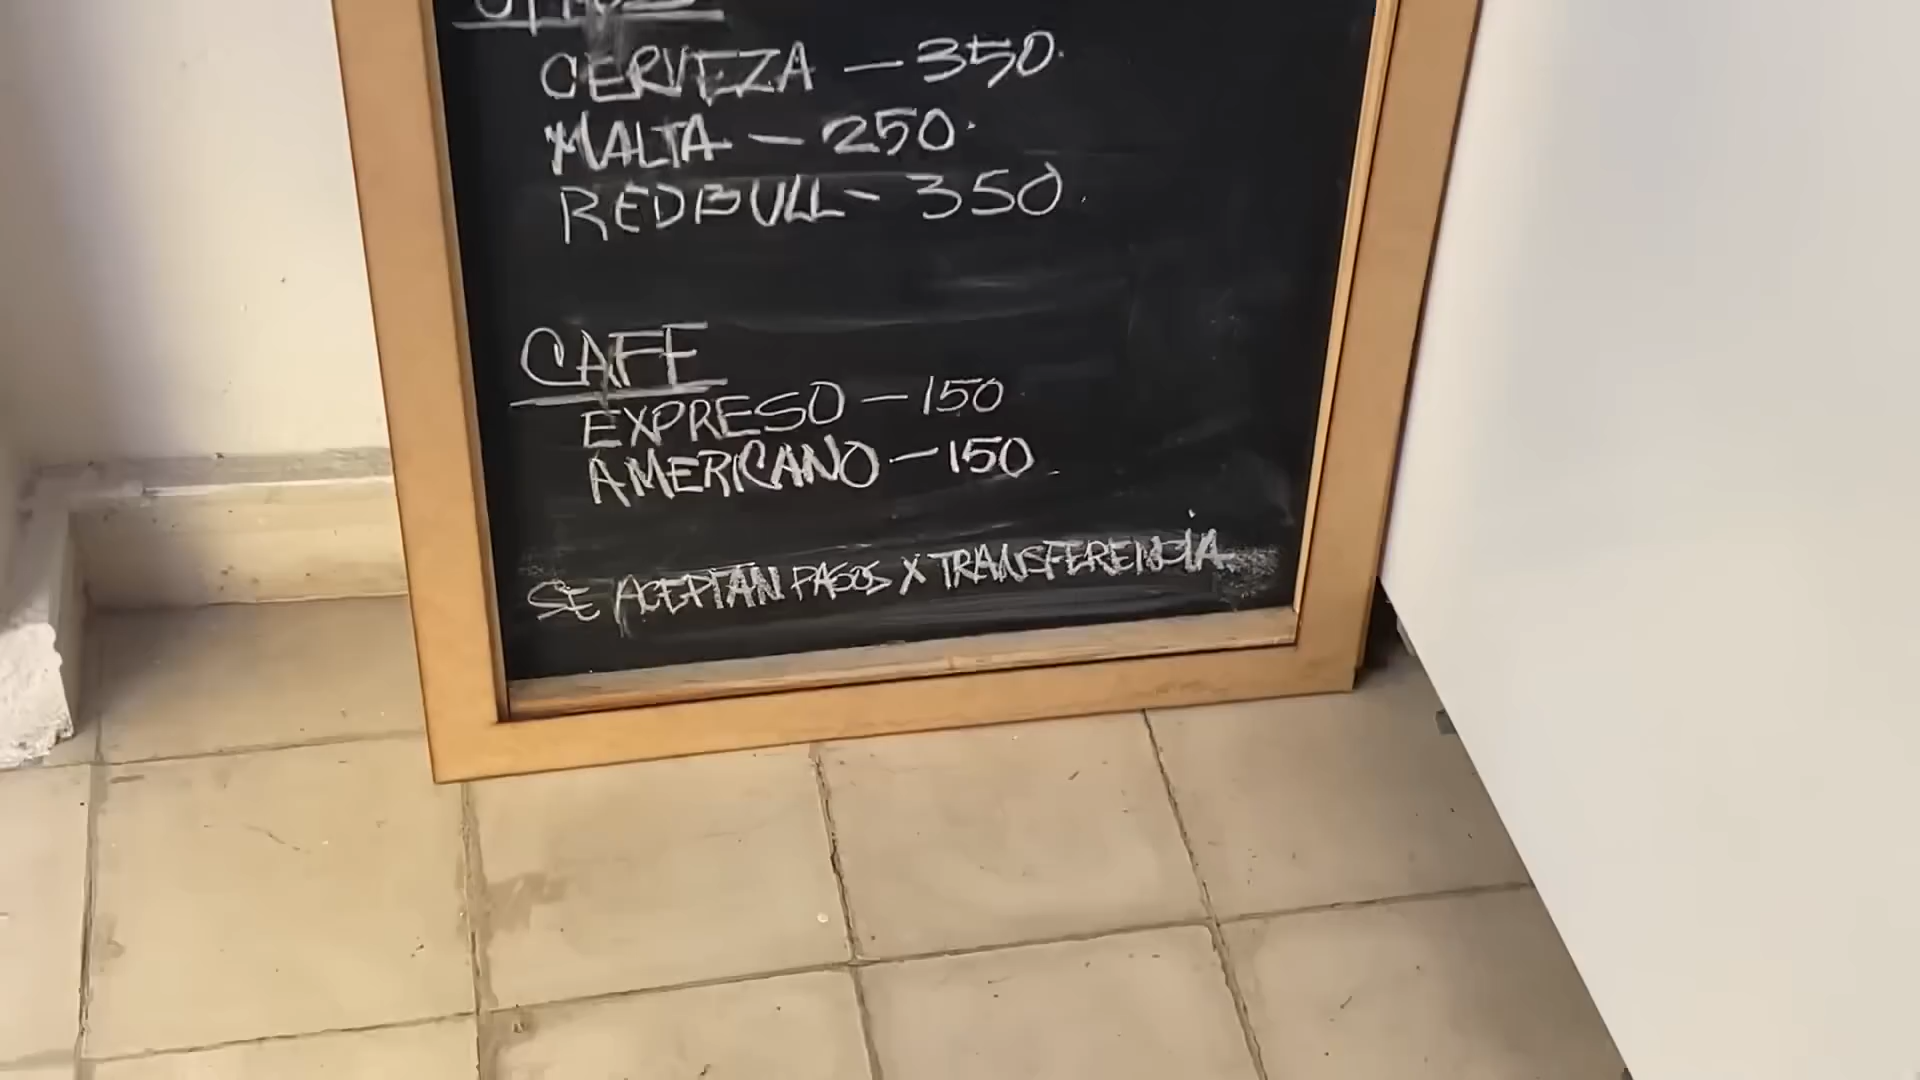 CERVEZA — 350.
MALTA — 250.
REDBULL — 350.
CAFE
EXPRESO — 150
AMERICANO — 150.
SE ACEPTAN PAGOS X TRANSFERENCIA